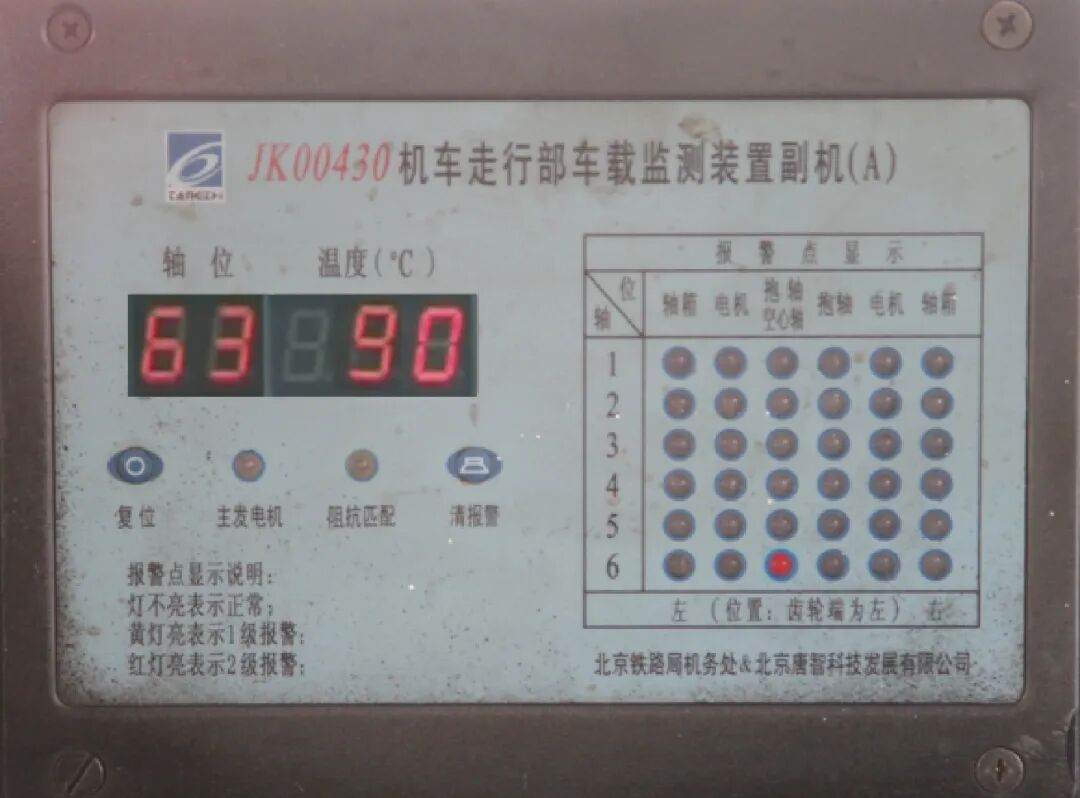 JK00430机车走行部车载监测装置副机(A)
TANGZHI
轴 位 温度(℃)
63 90
复位 主发电机 阻抗匹配 清报警
报警点显示说明:
灯不亮表示正常;
黄灯亮表示1级报警;
红灯亮表示2级报警;
报 警 点 显 示
位
轴
轴箱 电机 抱轴空心轴 抱轴 电机 轴箱
1
2
3
4
5
6
左 (位置: 齿轮端为左) 右
北京铁路局机务处&北京唐智科技发展有限公司